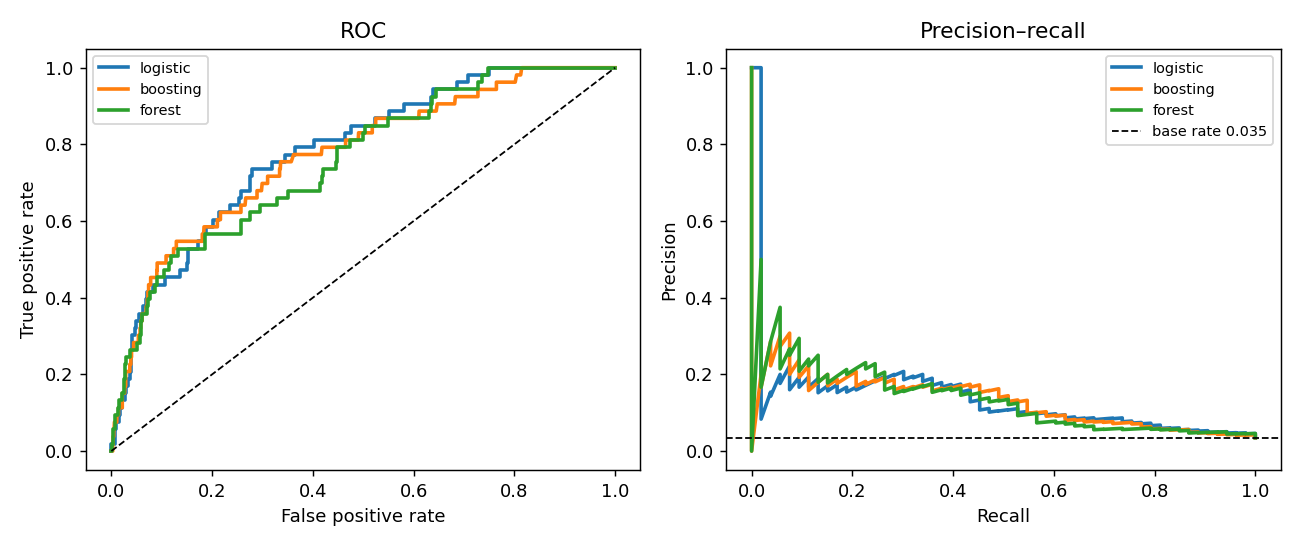 ROC
True positive rate
1.0
0.8
0.6
0.4
0.2
0.0
logistic
boosting
forest
0.0 0.2 0.4 0.6 0.8 1.0
False positive rate
Precision–recall
Precision
1.0
0.8
0.6
0.4
0.2
0.0
logistic
boosting
forest
base rate 0.035
0.0 0.2 0.4 0.6 0.8 1.0
Recall